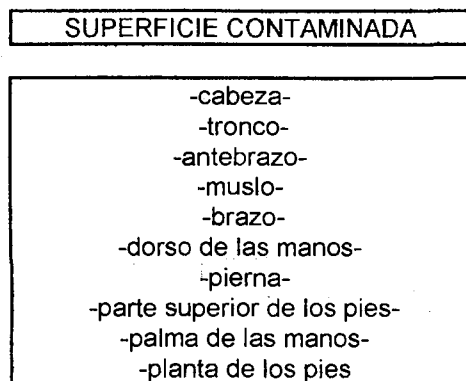 SUPERFICIE CONTAMINADA
-cabeza-
-tronco-
-antebrazo-
-muslo-
-brazo-
-dorso de las manos-
-pierna-
-parte superior de los pies-
-palma de las manos-
-planta de los pies